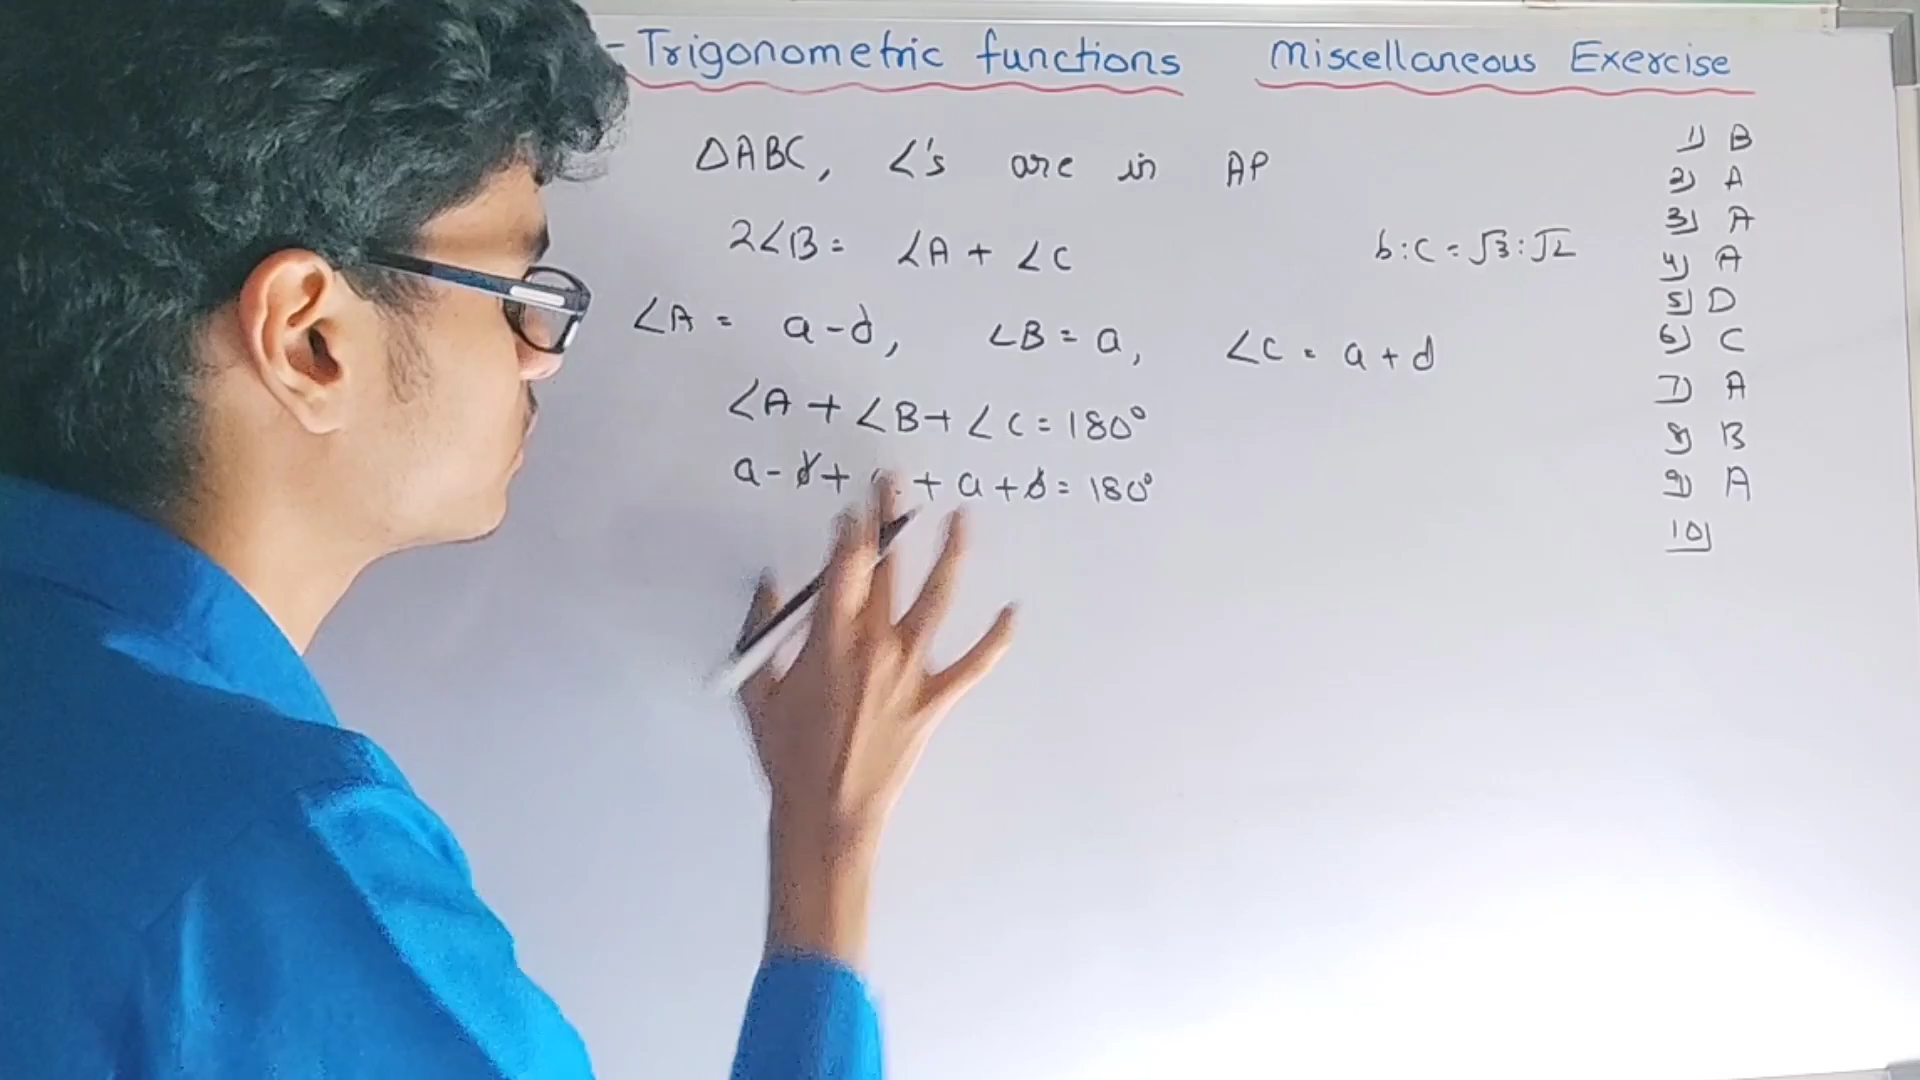 - Trigonometric functions Miscellaneous Exercise
△ABC, ∠'s are in AP
2∠B = ∠A + ∠C
b:c = √3:√2
∠A = a-d, ∠B = a, ∠C = a + d
∠A + ∠B + ∠C = 180°
a - d + + a + d = 180°
1) B
2) A
3) A
4) A
5) D
6) C
7) A
8) B
9) A
10)